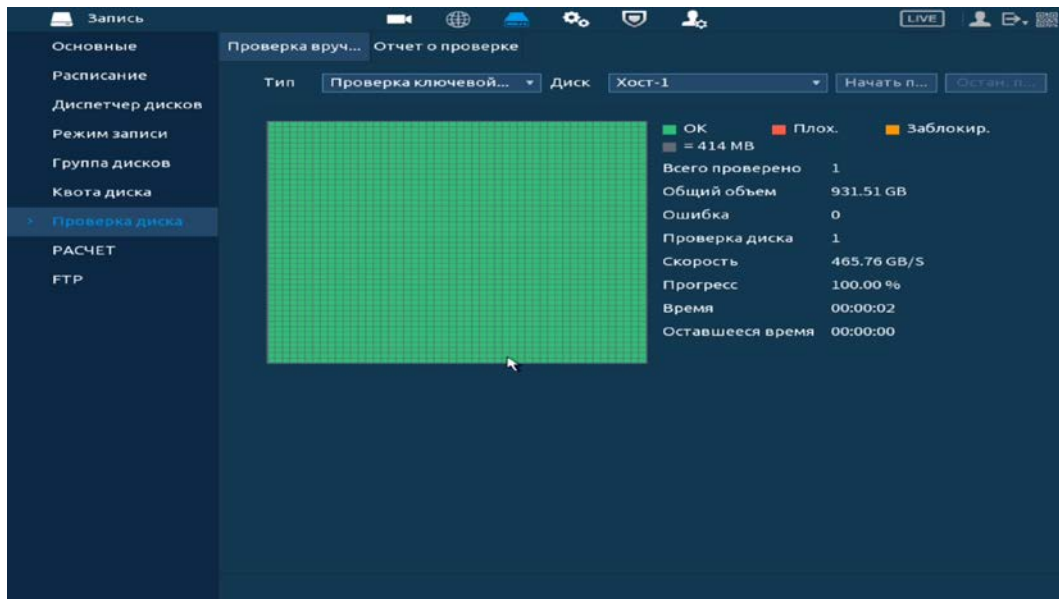 Запись
LIVE
Основные
Расписание
Диспетчер дисков
Режим записи
Группа дисков
Квота диска
Проверка диска
РАСЧЕТ
FTP
Проверка вруч... Отчет о проверке
Тип Проверка ключевой... Диск Хост-1 Начать п... Остан. п...
ОК Плох. Заблокир.
= 414 MB
Всего проверено 1
Общий объем 931.51 GB
Ошибка 0
Проверка диска 1
Скорость 465.76 GB/S
Прогресс 100.00 %
Время 00:00:02
Оставшееся время 00:00:00